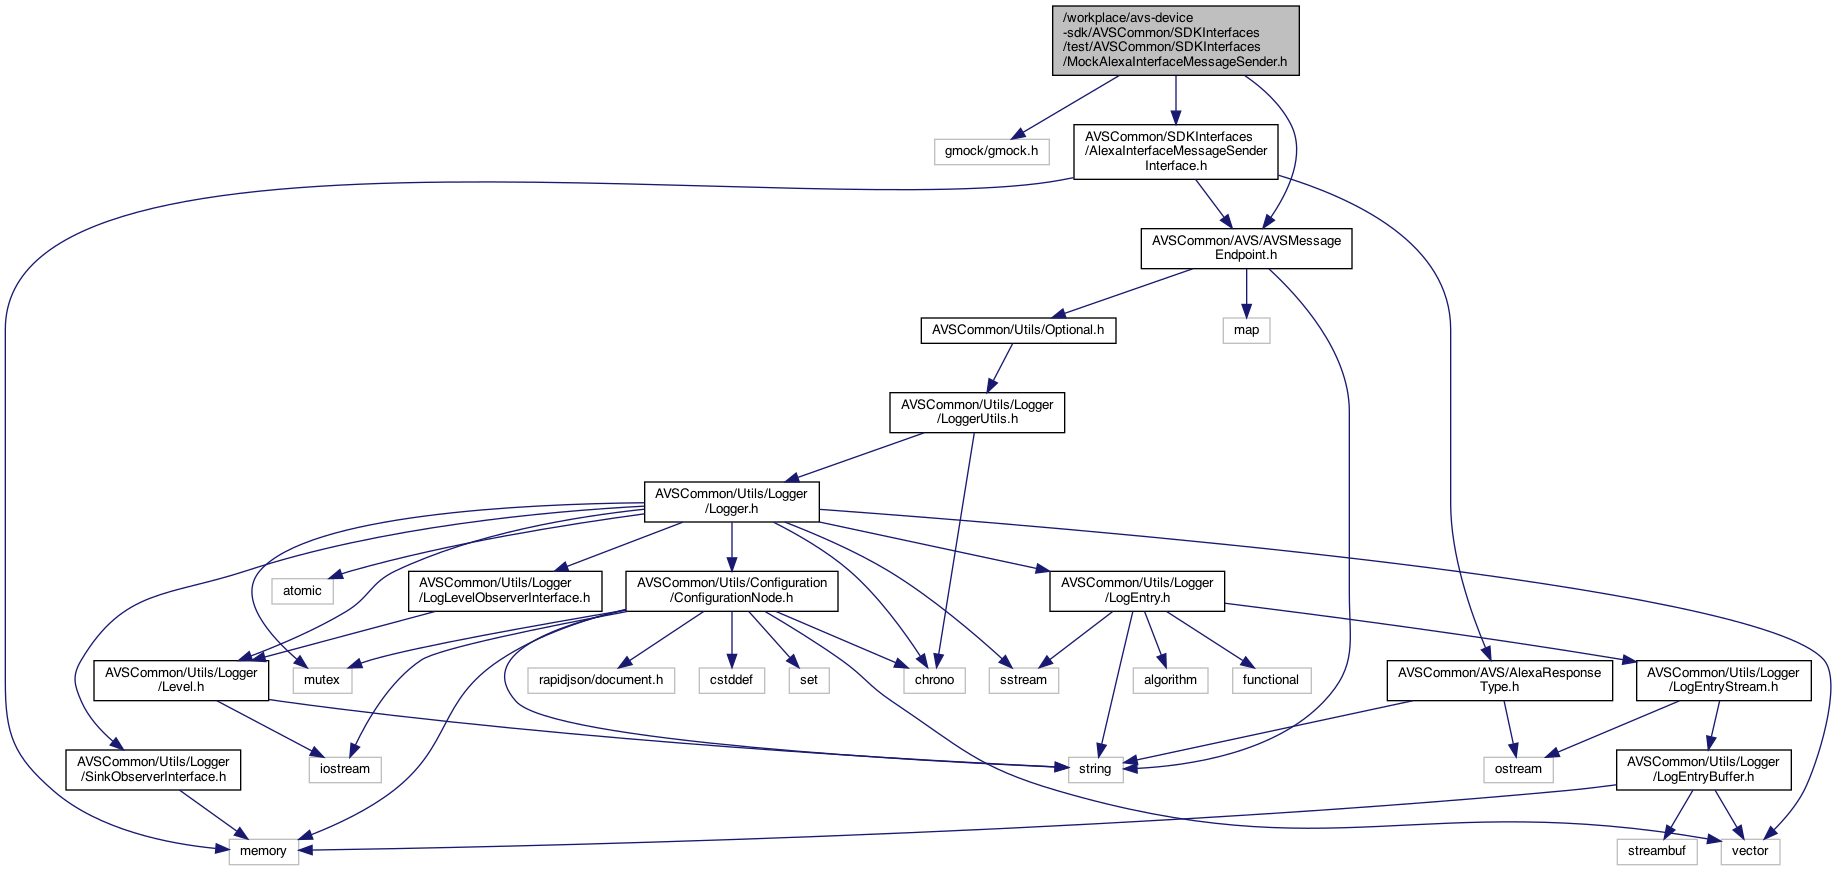 /workplace/avs-device
-sdk/AVSCommon/SDKInterfaces
/test/AVSCommon/SDKInterfaces
/MockAlexaInterfaceMessageSender.h
gmock/gmock.h
AVSCommon/SDKInterfaces
/AlexaInterfaceMessageSender
Interface.h
AVSCommon/AVS/AVSMessage
Endpoint.h
AVSCommon/Utils/Optional.h
map
AVSCommon/Utils/Logger
/LoggerUtils.h
AVSCommon/Utils/Logger
/Logger.h
atomic
AVSCommon/Utils/Logger
/LogLevelObserverInterface.h
AVSCommon/Utils/Configuration
/ConfigurationNode.h
AVSCommon/Utils/Logger
/LogEntry.h
AVSCommon/Utils/Logger
/Level.h
mutex
rapidjson/document.h
cstddef
set
chrono
sstream
algorithm
functional
AVSCommon/AVS/AlexaResponse
Type.h
AVSCommon/Utils/Logger
/LogEntryStream.h
AVSCommon/Utils/Logger
/SinkObserverInterface.h
iostream
string
ostream
AVSCommon/Utils/Logger
/LogEntryBuffer.h
memory
streambuf
vector